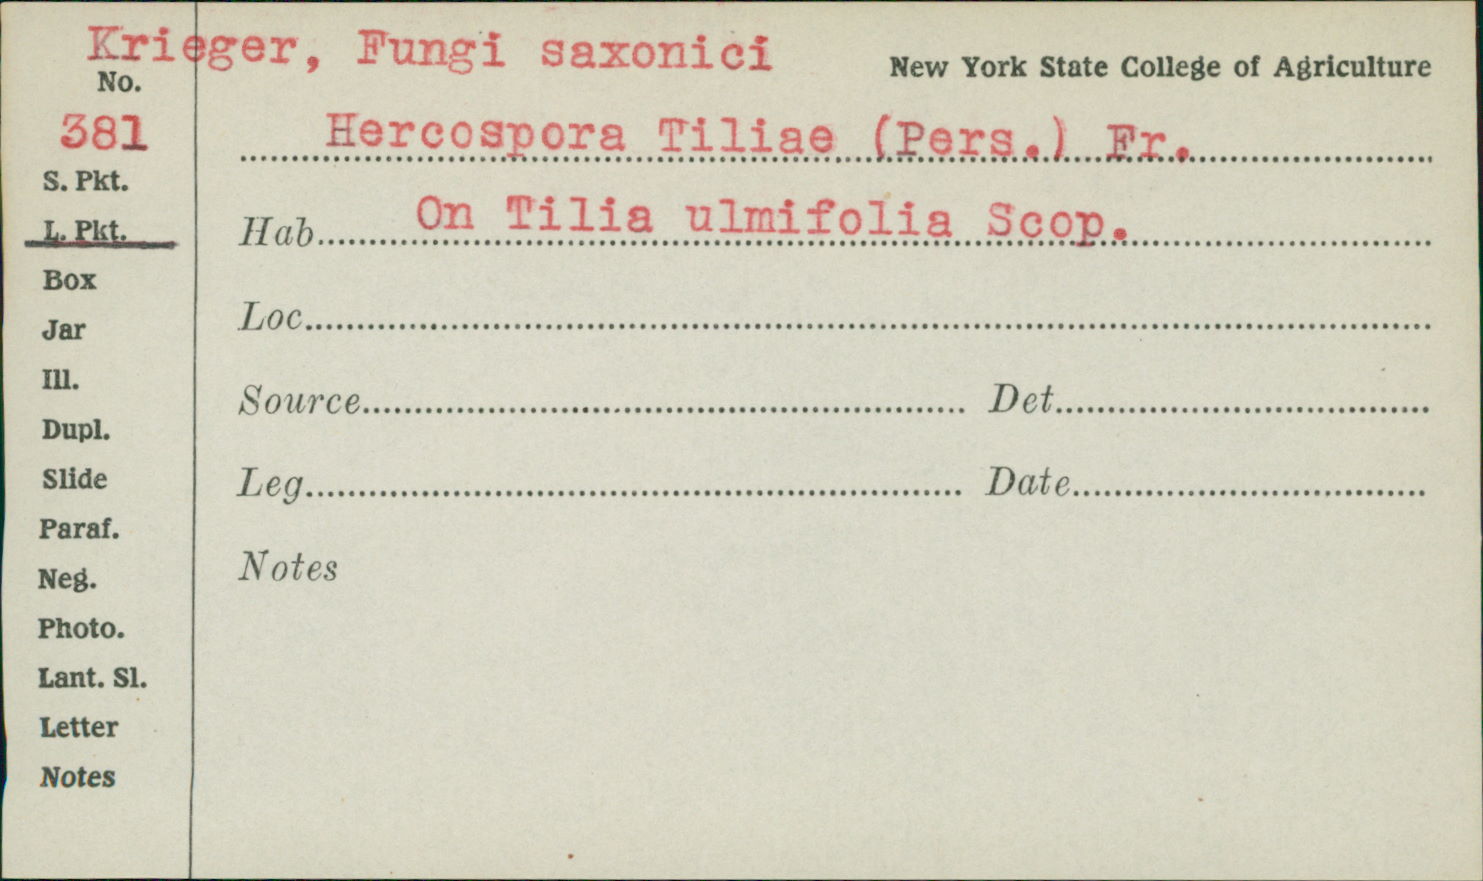 Krieger, Fungi saxonici
New York State College of Agriculture
No.
381
Hercospora Tiliae (Pers.) Fr.
S. Pkt.
L. Pkt.
Hab. On Tilia ulmifolia Scop.
Box
Jar
Loc.
Ill.
Source Det.
Dupl.
Slide
Leg. Date
Paraf.
Neg.
Notes
Photo.
Lant. Sl.
Letter
Notes